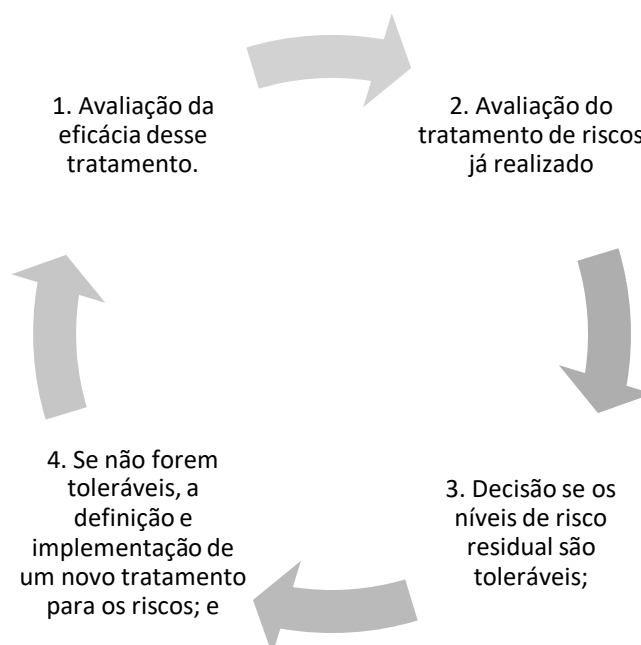 1. Avaliação da
eficácia desse
tratamento.
2. Avaliação do
tratamento de riscos
já realizado
3. Decisão se os
níveis de risco
residual são
toleráveis;
4. Se não forem
toleráveis, a
definição e
implementação de
um novo tratamento
para os riscos; e